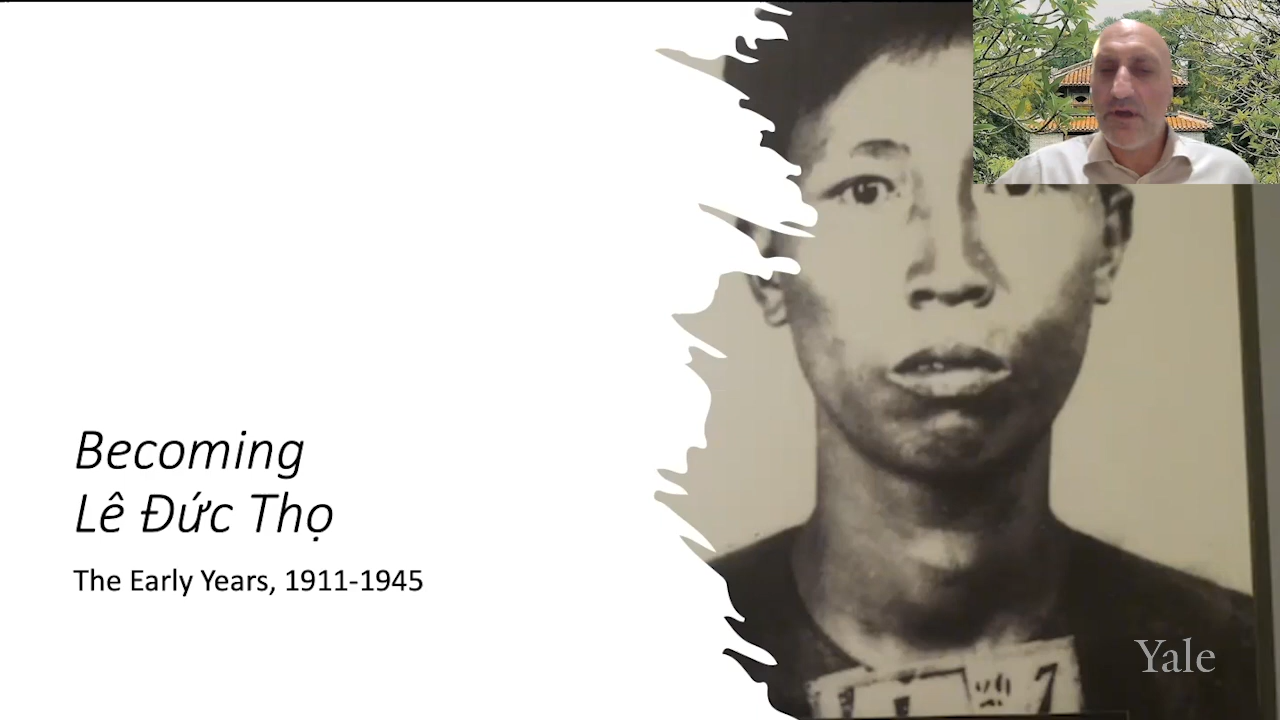 Becoming
Lê Đức Thọ
The Early Years, 1911-1945
Yale